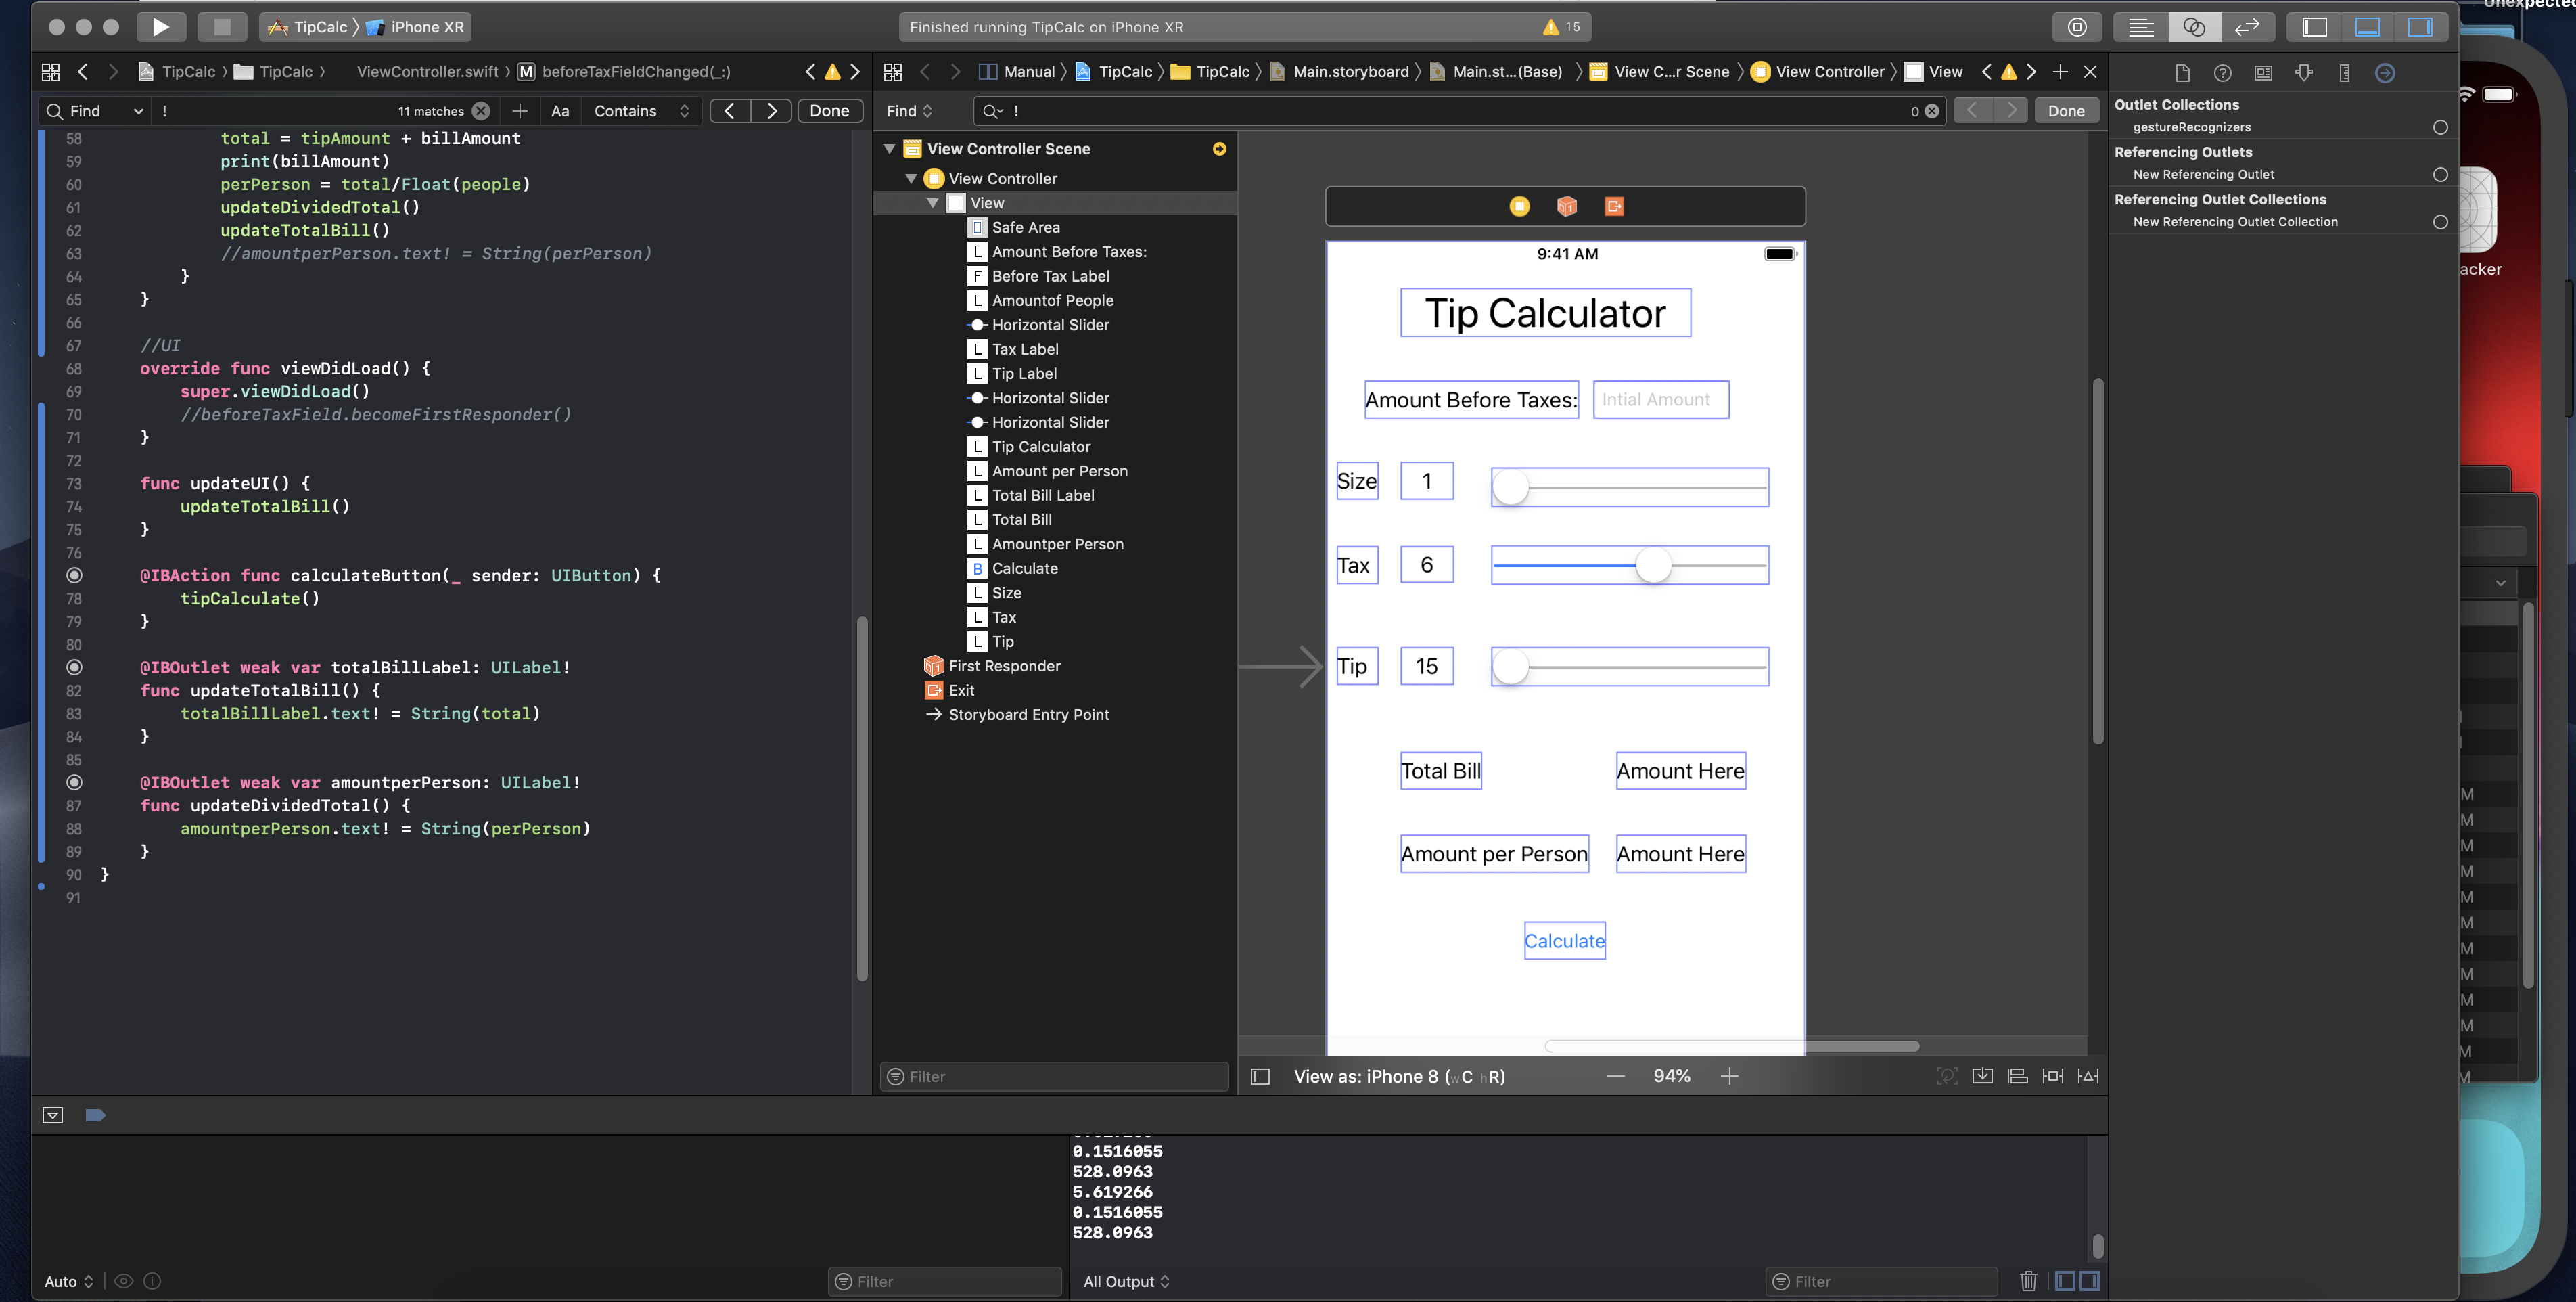 Unexpected
TipCalc
iPhone XR
Finished running TipCalc on iPhone XR
15
TipCalc
TipCalc
ViewController.swift
M
beforeTaxFieldChanged(_:)
Manual
TipCalc
TipCalc
Main.storyboard
Main.st...(Base)
View C...r Scene
View Controller
View
Find
!
11 matches
Aa
Contains
Done
Find
!
0
Done
58 total = tipAmount + billAmount
59 print(billAmount)
60 perPerson = total/Float(people)
61 updateDividedTotal()
62 updateTotalBill()
63 //amountperPerson.text! = String(perPerson)
64 }
65 }
66
67 //UI
68 override func viewDidLoad() {
69 super.viewDidLoad()
70 //beforeTaxField.becomeFirstResponder()
71 }
72
73 func updateUI() {
74 updateTotalBill()
75 }
76
@IBAction func calculateButton(_ sender: UIButton) {
78 tipCalculate()
79 }
80
@IBOutlet weak var totalBillLabel: UILabel!
82 func updateTotalBill() {
83 totalBillLabel.text! = String(total)
84 }
85
@IBOutlet weak var amountperPerson: UILabel!
87 func updateDividedTotal() {
88 amountperPerson.text! = String(perPerson)
89 }
90 }
91
View Controller Scene
View Controller
View
Safe Area
L Amount Before Taxes:
F Before Tax Label
L Amountof People
Horizontal Slider
L Tax Label
L Tip Label
Horizontal Slider
Horizontal Slider
L Tip Calculator
L Amount per Person
L Total Bill Label
L Total Bill
L Amountper Person
B Calculate
L Size
L Tax
L Tip
First Responder
Exit
Storyboard Entry Point
Filter
9:41 AM
Tip Calculator
Amount Before Taxes:
Intial Amount
Size
1
Tax
6
Tip
15
Total Bill
Amount Here
Amount per Person
Amount Here
Calculate
View as: iPhone 8 (wC hR)
94%
Outlet Collections
gestureRecognizers
Referencing Outlets
New Referencing Outlet
Referencing Outlet Collections
New Referencing Outlet Collection
acker
M
M
M
M
M
M
M
M
M
M
M
M
0.1516055
528.0963
5.619266
0.1516055
528.0963
Auto
Filter
All Output
Filter